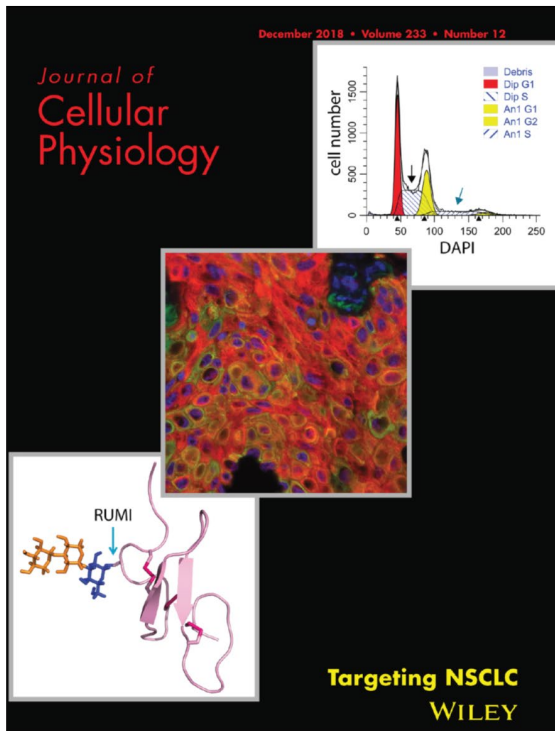 December 2018 • Volume 233 • Number 12
Journal of
Cellular
Physiology
Debris
Dip G1
Dip S
An1 G1
An1 G2
An1 S
cell number
1500
1000
500
0
0 50 100 150 200 250
DAPI
RUMI
Targeting NSCLC
WILEY